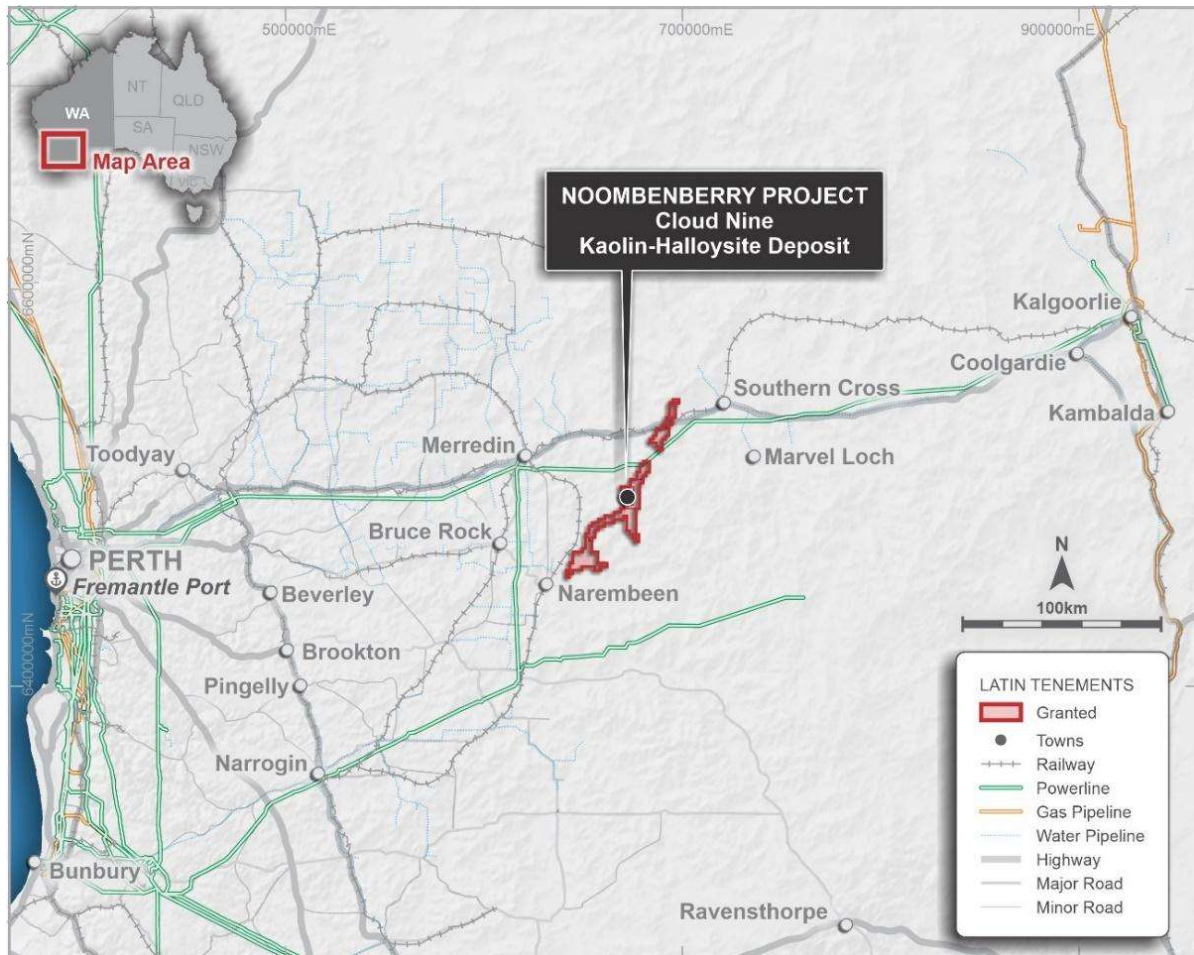 500000mE
700000mE
900000mE
NT
QLD
WA
SA
NSW
VIC
Map Area
NOOMBENBERRY PROJECT
Cloud Nine
Kaolin-Halloysite Deposit
6600000mN
Kalgoorlie
Coolgardie
Southern Cross
Kambalda
Merredin
Toodyay
Marvel Loch
Bruce Rock
PERTH
Fremantle Port
Beverley
Narembeen
N
100km
Brookton
6400000mN
Pingelly
Narrogin
Bunbury
Ravensthorpe
LATIN TENEMENTS
Granted
Towns
Railway
Powerline
Gas Pipeline
Water Pipeline
Highway
Major Road
Minor Road